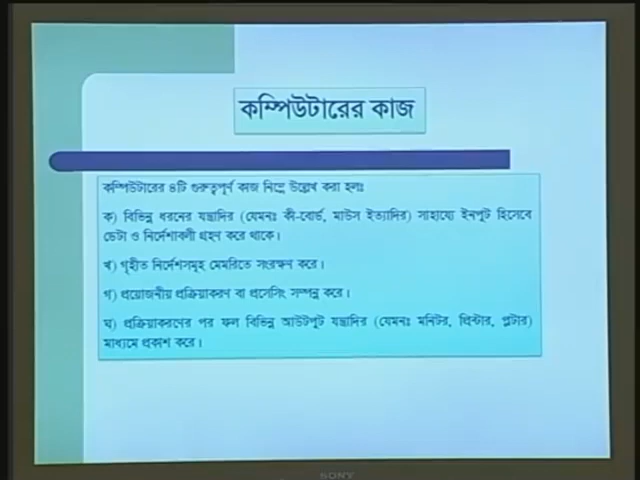 কম্পিউটারের কাজ
কম্পিউটারের ৪টি গুরুত্বপূর্ণ কাজ নিম্নে উল্লেখ করা হলঃ
ক) বিভিন্ন ধরনের যন্ত্রাদির (যেমনঃ কী-বোর্ড, মাউস ইত্যাদির) সাহায্যে ইনপুট হিসেবে
ডেটা ও নির্দেশাবলী গ্রহণ করে থাকে।
খ) গৃহীত নির্দেশসমূহ মেমরিতে সংরক্ষণ করে।
গ) প্রয়োজনীয় প্রক্রিয়াকরণ বা প্রসেসিং সম্পন্ন করে।
ঘ) প্রক্রিয়াকরণের পর ফল বিভিন্ন আউটপুট যন্ত্রাদির (যেমনঃ মনিটর, প্রিন্টার, প্লটার)
মাধ্যমে প্রকাশ করে।
SONY